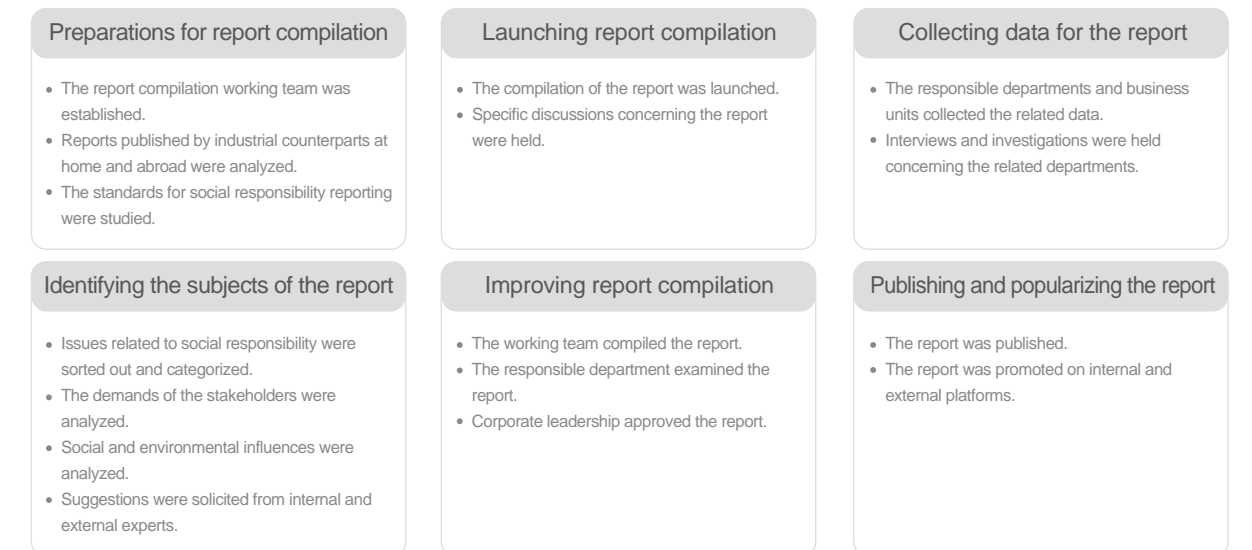 Preparations for report compilation
• The report compilation working team was
established.
• Reports published by industrial counterparts at
home and abroad were analyzed.
• The standards for social responsibility reporting
were studied.
Launching report compilation
• The compilation of the report was launched.
• Specific discussions concerning the report
were held.
Collecting data for the report
• The responsible departments and business
units collected the related data.
• Interviews and investigations were held
concerning the related departments.
Identifying the subjects of the report
• Issues related to social responsibility were
sorted out and categorized.
• The demands of the stakeholders were
analyzed.
• Social and environmental influences were
analyzed.
• Suggestions were solicited from internal and
external experts.
Improving report compilation
• The working team compiled the report.
• The responsible department examined the
report.
• Corporate leadership approved the report.
Publishing and popularizing the report
• The report was published.
• The report was promoted on internal and
external platforms.